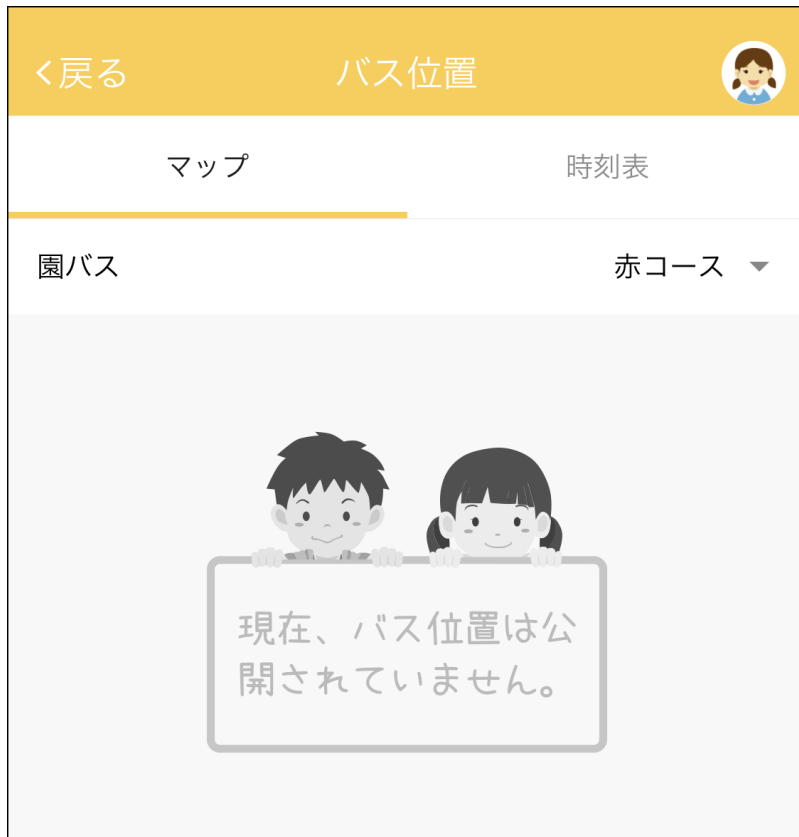 <戻る
バス位置
マップ
時刻表
園バス
赤コース
現在、バス位置は公
開されていません。